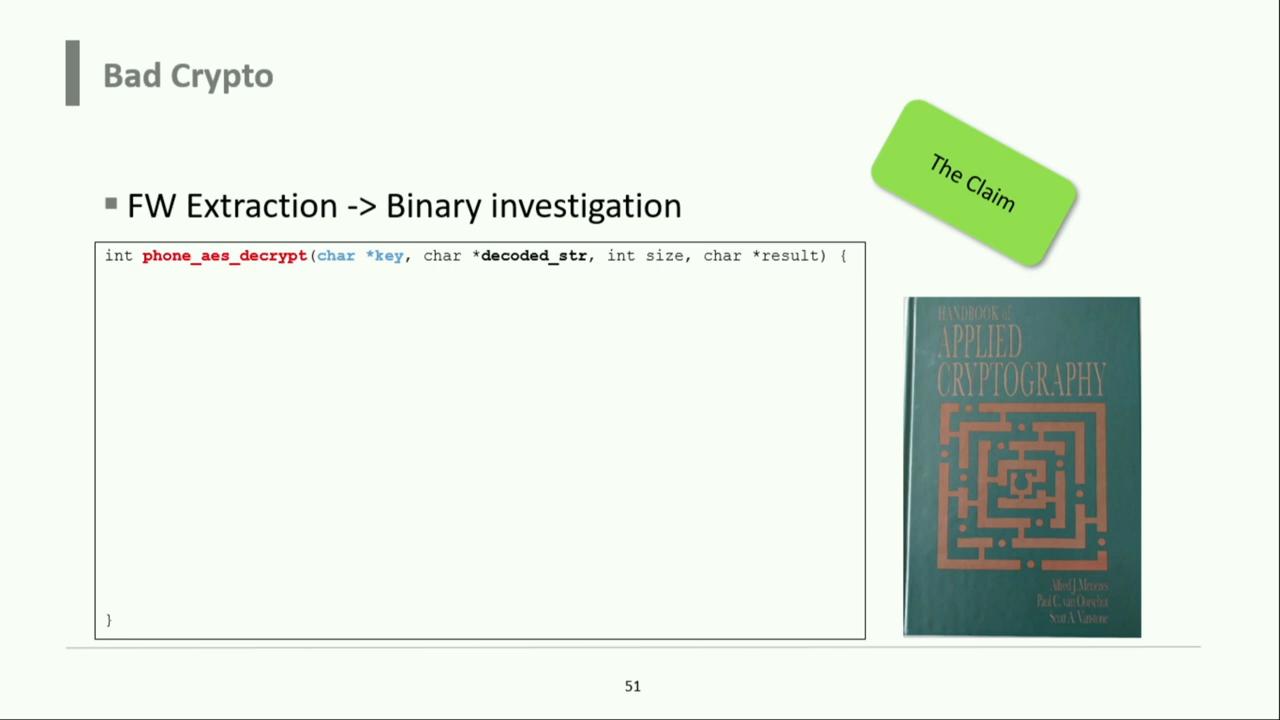 Bad Crypto
The Claim
FW Extraction -> Binary investigation
int phone_aes_decrypt(char *key, char *decoded_str, int size, char *result) {
}
HANDBOOK of
APPLIED
CRYPTOGRAPHY
Alfred J. Menezes
Paul C. van Oorschot
Scott A. Vanstone
51